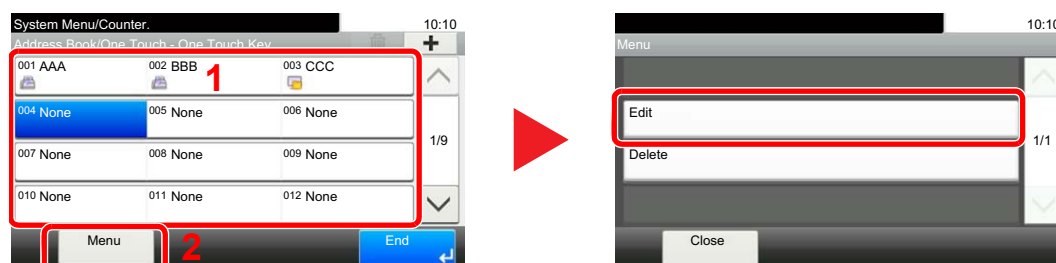 System Menu/Counter. 10:10
Address Book/One Touch - One Touch Key
001 AAA 002 BBB 003 CCC
1
004 None 005 None 006 None
1/9
007 None 008 None 009 None
010 None 011 None 012 None
Menu 2 End
10:10
Menu
Edit
1/1
Delete
Close